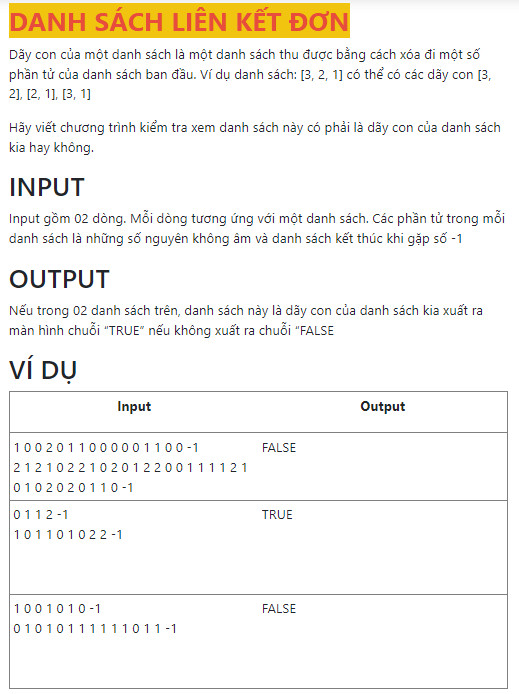 DANH SÁCH LIÊN KẾT ĐƠN
Dãy con của một danh sách là một danh sách thu được bằng cách xóa đi một số
phần tử của danh sách ban đầu. Ví dụ danh sách: [3, 2, 1] có thể có các dãy con [3,
2], [2, 1], [3, 1]
Hãy viết chương trình kiểm tra xem danh sách này có phải là dãy con của danh sách
kia hay không.
INPUT
Input gồm 02 dòng. Mỗi dòng tương ứng với một danh sách. Các phần tử trong mỗi
danh sách là những số nguyên không âm và danh sách kết thúc khi gặp số -1
OUTPUT
Nếu trong 02 danh sách trên, danh sách này là dãy con của danh sách kia xuất ra
màn hình chuỗi “TRUE” nếu không xuất ra chuỗi “FALSE
VÍ DỤ
Input Output
1 0 0 2 0 1 1 0 0 0 0 0 1 1 0 0 -1 FALSE
2 1 2 1 0 2 2 1 0 2 0 1 2 2 0 0 1 1 1 1 2 1
0 1 0 2 0 2 0 1 1 0 -1
0 1 1 2 -1 TRUE
1 0 1 1 0 1 0 2 2 -1
1 0 0 1 0 1 0 -1 FALSE
0 1 0 1 0 1 1 1 1 1 1 0 1 1 -1